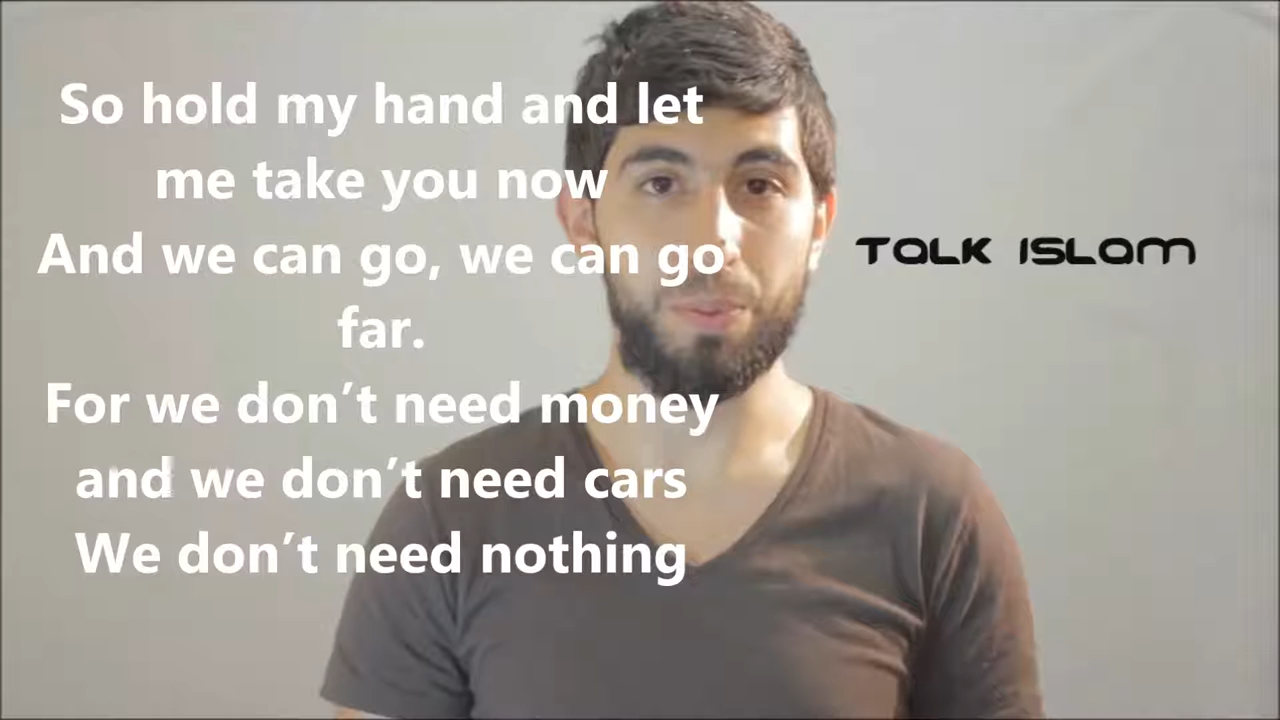 So hold my hand and let
me take you now
And we can go, we can go
far.
For we don’t need money
and we don’t need cars
We don’t need nothing
TALK ISLAM